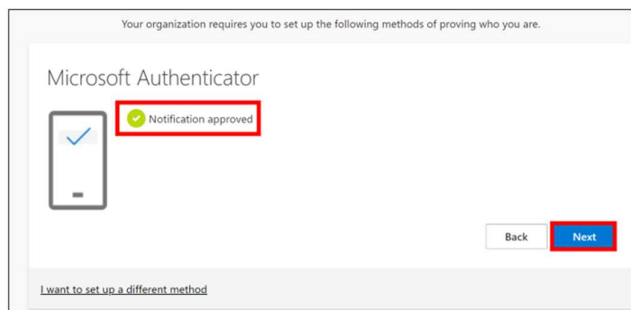 Your organization requires you to set up the following methods of proving who you are.
Microsoft Authenticator
Notification approved
Back
Next
I want to set up a different method